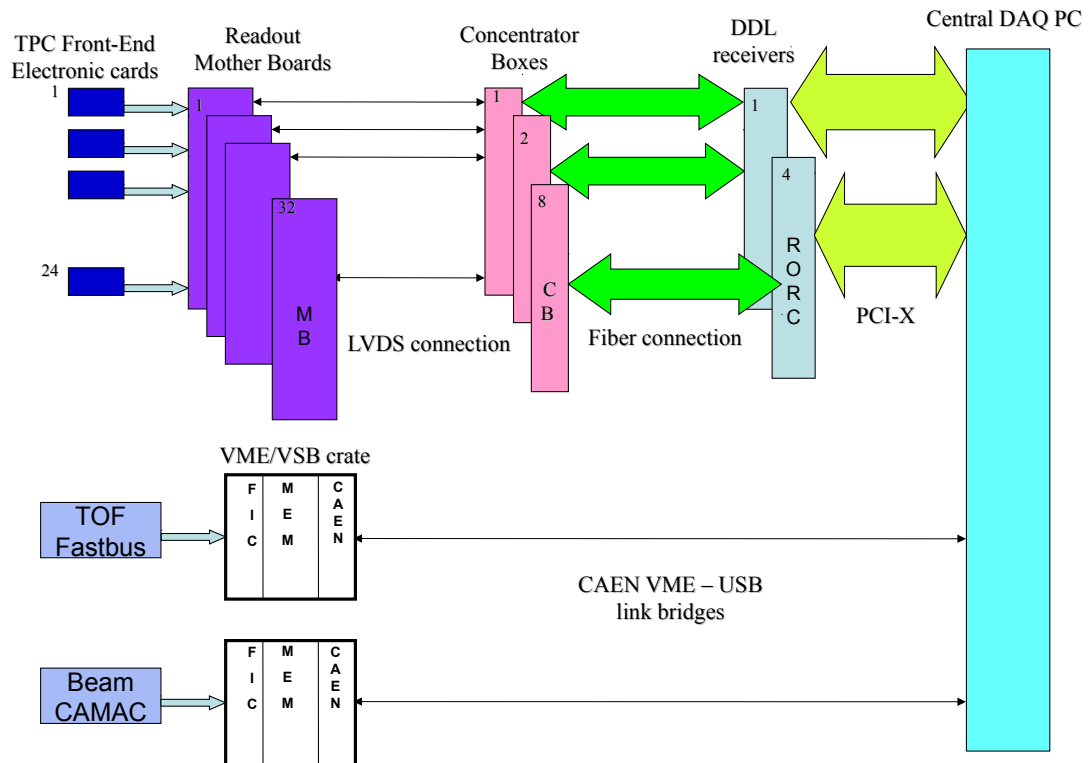 TPC Front-End
Electronic cards
Readout
Mother Boards
Concentrator
Boxes
DDL
receivers
Central DAQ PC
1
24
1
32
M
B
1
2
8
C
B
1
4
R
O
R
C
LVDS connection
Fiber connection
PCI-X
VME/VSB crate
TOF
Fastbus
F
I
C
M
E
M
C
A
E
N
CAEN VME – USB
link bridges
Beam
CAMAC
F
I
C
M
E
M
C
A
E
N